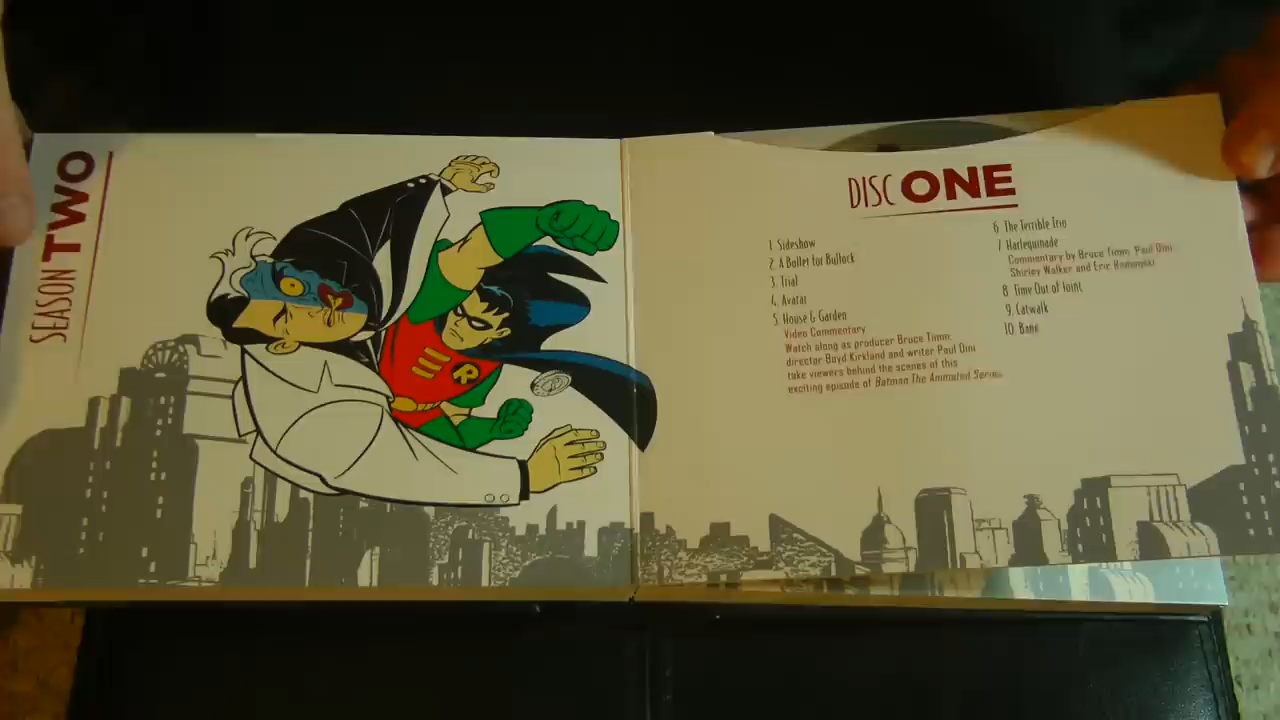 SEASON TWO
R
DISC ONE
1. Sideshow
2. A Bullet for Bullock
3. Trial
4. Avatar
5. House & Garden
Video Commentary
Watch along as producer Bruce Timm,
director Boyd Kirkland and writer Paul Dini
take viewers behind the scenes of this
exciting episode of Batman The Animated Series.
6 The Terrible Trio
7 Harlequinade
Commentary by Bruce Timm, Paul Dini
Shirley Walker and Eric Radomski
8 Time Out of Joint
9. Catwalk
10. Bane